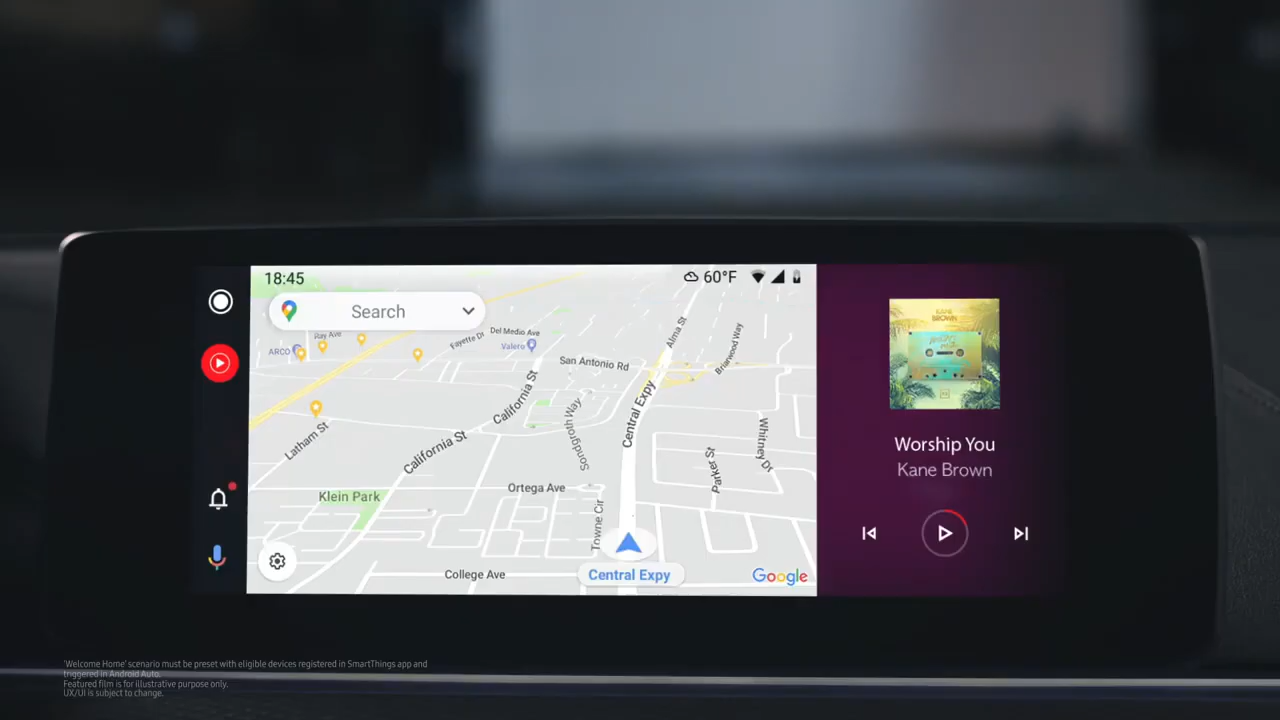 18:45
60°F
Search
ARCO
Ray Ave
Fayette Dr
Del Medio Ave
Valero
San Antonio Rd
Alma St
Briarwood Way
California St
Central Expy
Latham St
California St
Sondgroth Way
Parker St
Whitney Dr
Klein Park
Ortega Ave
Towne Cir
College Ave
Central Expy
Google
KANE
BROWN
Worship You
Kane Brown
'Welcome Home' scenario must be preset with eligible devices registered in SmartThings app and
triggered in Android Auto.
Featured film is for illustrative purpose only.
UX/UI is subject to change.